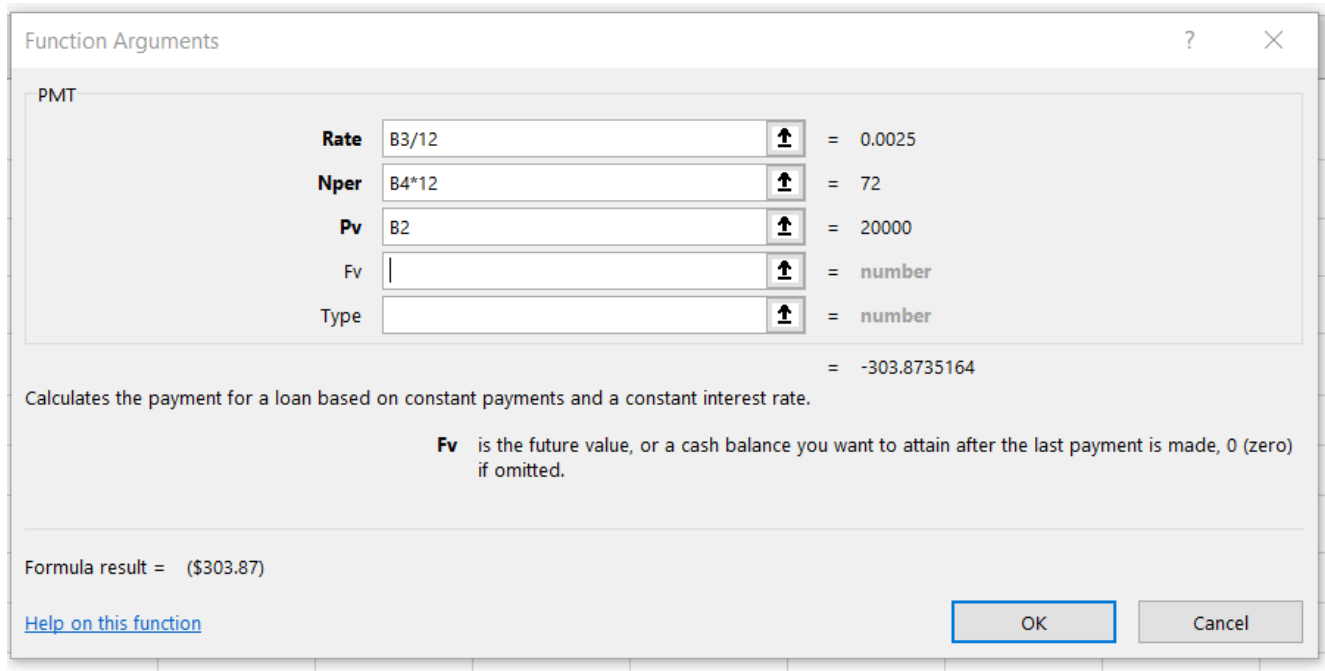 Function Arguments ?
PMT
Rate B3/12 = 0.0025
Nper B4*12 = 72
Pv B2 = 20000
Fv = number
Type = number
= -303.8735164
Calculates the payment for a loan based on constant payments and a constant interest rate.
Fv is the future value, or a cash balance you want to attain after the last payment is made, 0 (zero)
if omitted.
Formula result = ($303.87)
Help on this function OK Cancel